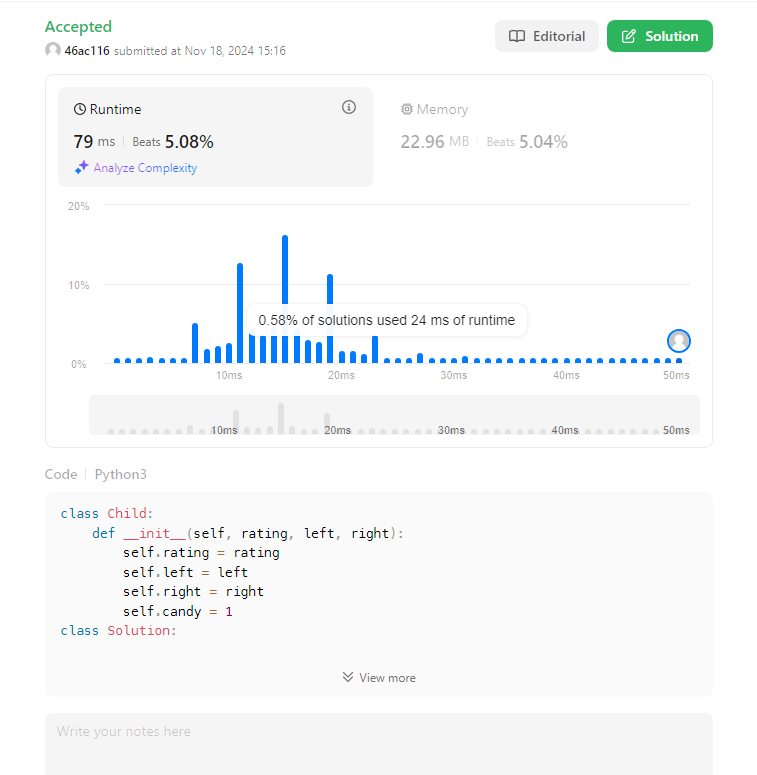 Accepted
46ac116 submitted at Nov 18, 2024 15:16
Editorial
Solution
Runtime
79 ms | Beats 5.08%
Analyze Complexity
Memory
22.96 MB | Beats 5.04%
20%
10%
0%
0.58% of solutions used 24 ms of runtime
10ms 20ms 30ms 40ms 50ms
10ms 20ms 30ms 40ms 50ms
Code | Python3
class Child:
    def __init__(self, rating, left, right):
        self.rating = rating
        self.left = left
        self.right = right
        self.candy = 1
class Solution:
View more
Write your notes here